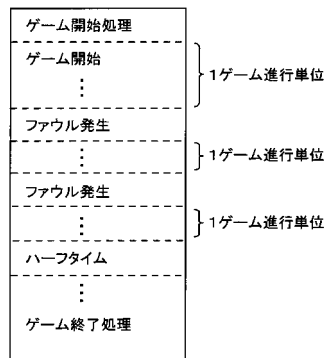 ゲーム開始処理
ゲーム開始
⋮
1ゲーム進行単位
ファウル発生
⋮
1ゲーム進行単位
ファウル発生
⋮
1ゲーム進行単位
ハーフタイム
⋮
ゲーム終了処理